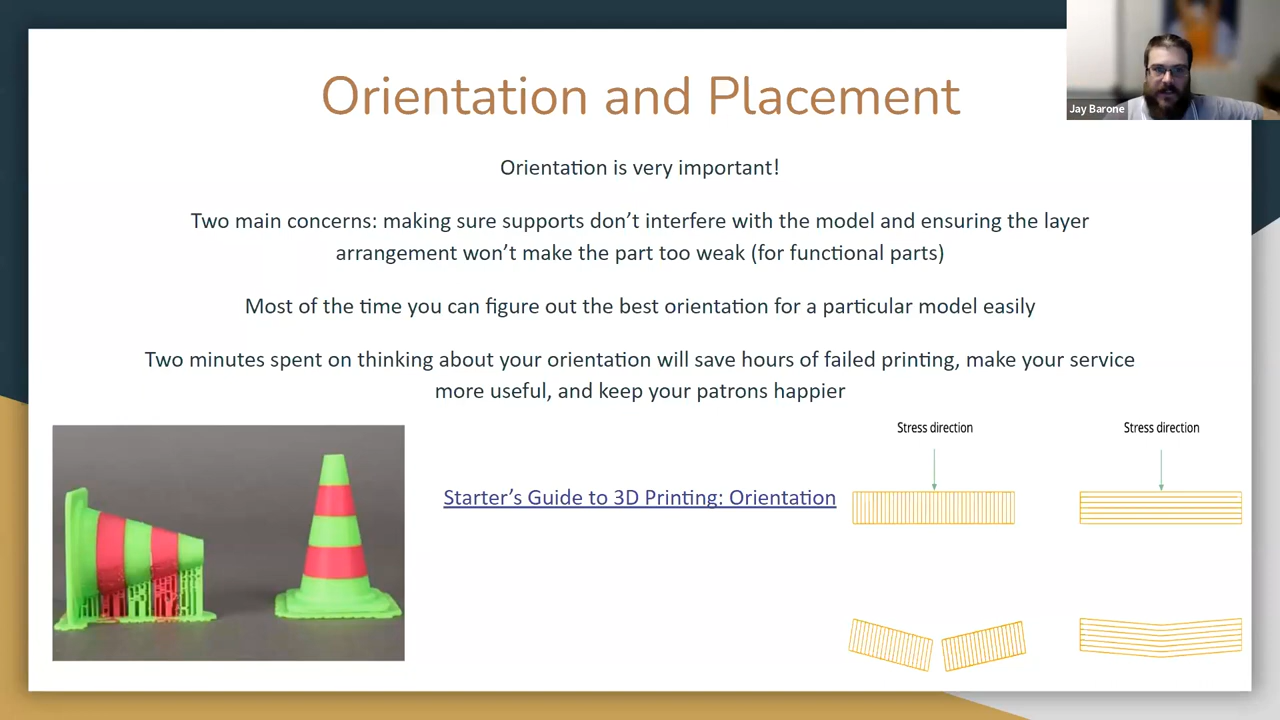 Orientation and Placement
Jay Barone
Orientation is very important!
Two main concerns: making sure supports don’t interfere with the model and ensuring the layer
arrangement won’t make the part too weak (for functional parts)
Most of the time you can figure out the best orientation for a particular model easily
Two minutes spent on thinking about your orientation will save hours of failed printing, make your service
more useful, and keep your patrons happier
Stress direction
Stress direction
Starter’s Guide to 3D Printing: Orientation